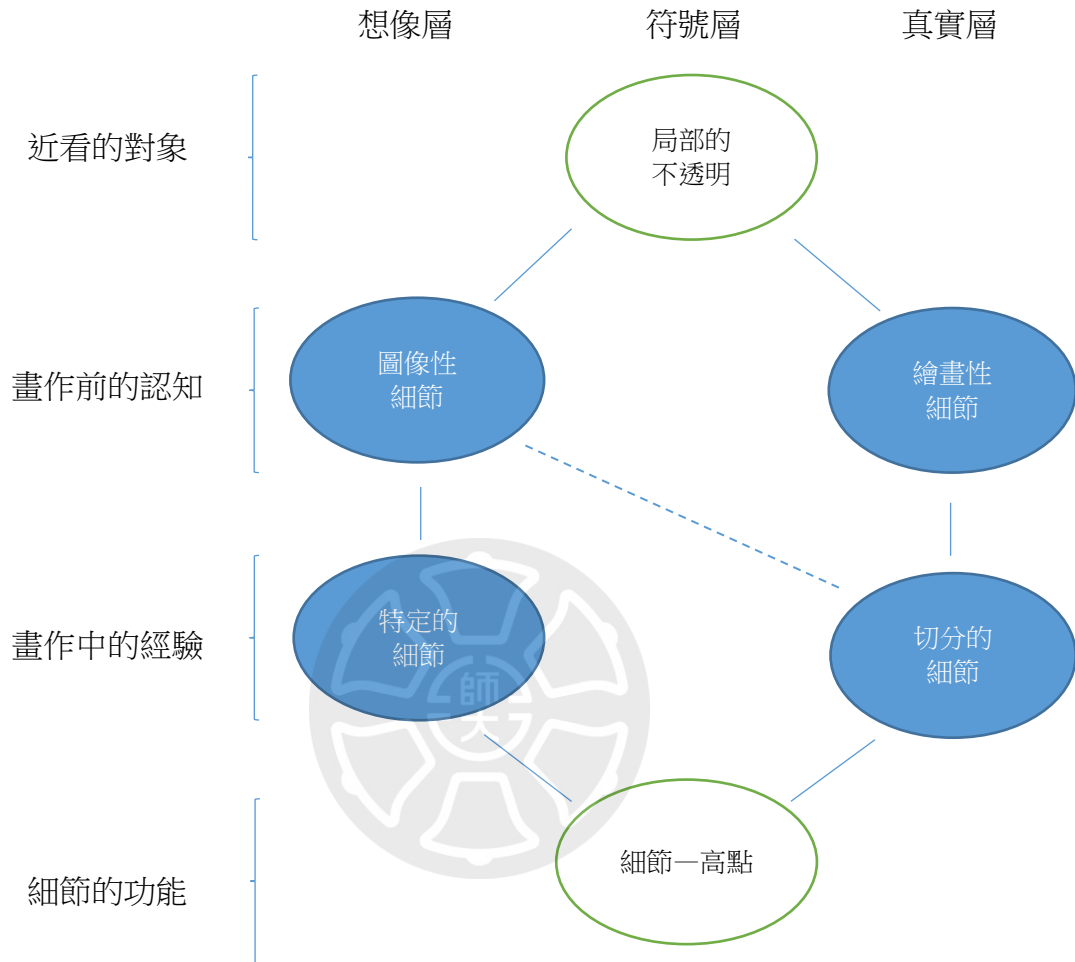 想像層 符號層 真實層
近看的對象
局部的
不透明
畫作前的認知
圖像性
細節
繪畫性
細節
畫作中的經驗
特定的
細節
切分的
細節
師大
細節的功能
細節—高點